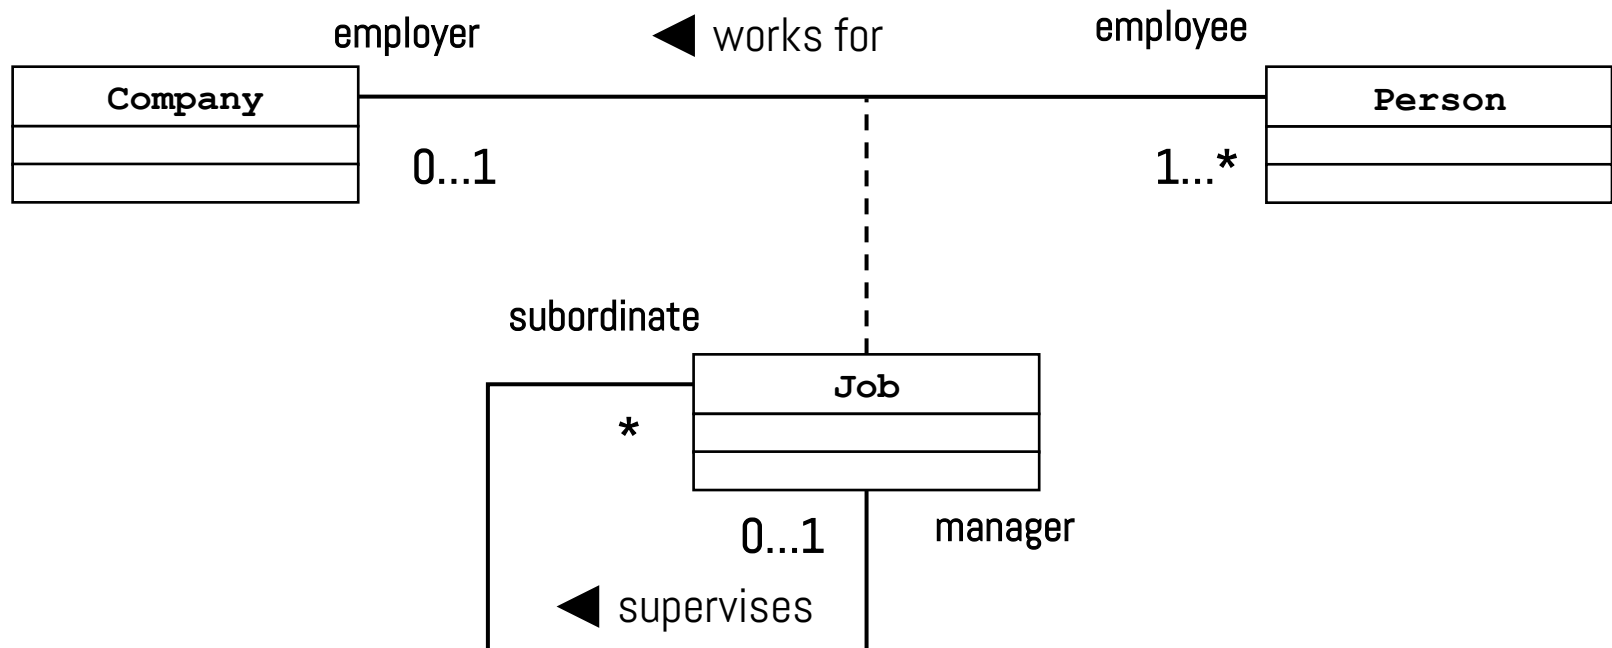 employer
◀ works for
employee
Company
Person
0...1
1...*
subordinate
Job
*
0...1
manager
◀ supervises